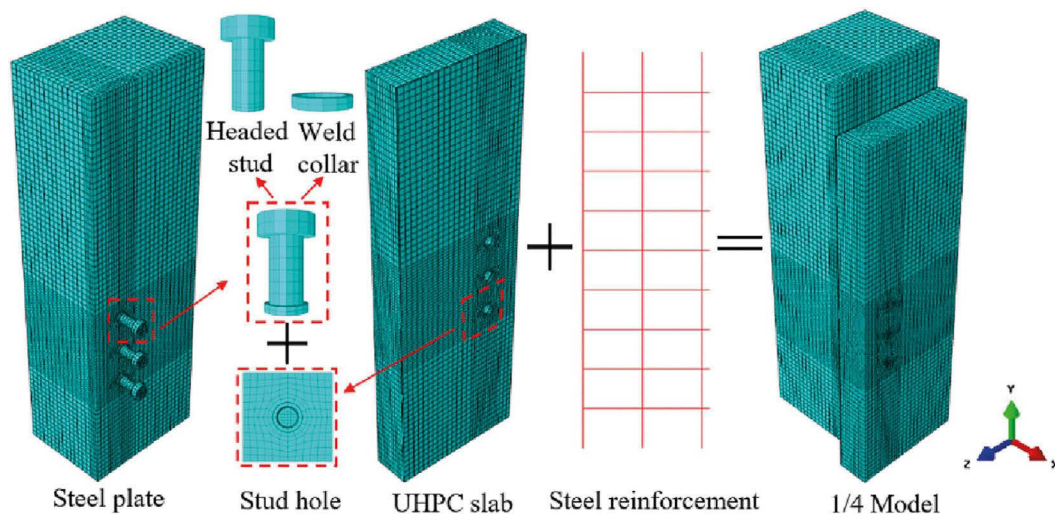 Headed
stud
Weld
collar
Steel plate
Stud hole
UHPC slab
Steel reinforcement
1/4 Model
Y
Z
X